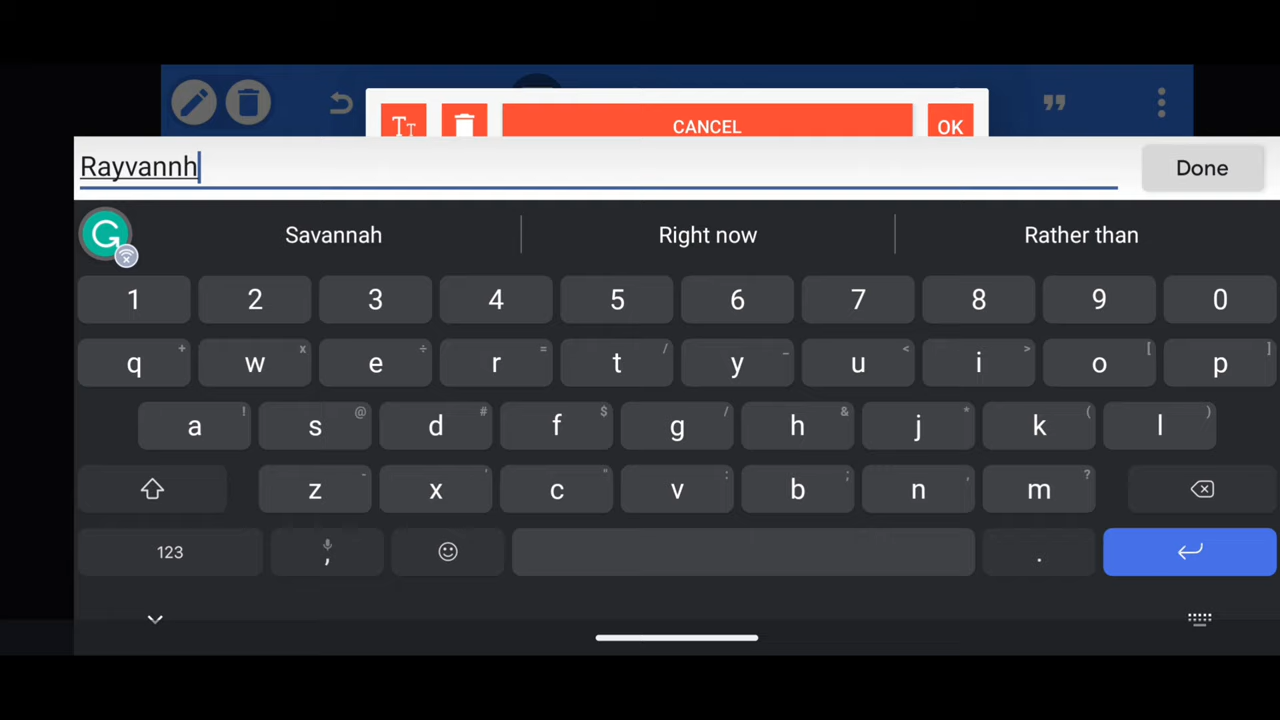 Tт CANCEL OK
Rayvannh Done
Savannah Right now Rather than
1 2 3 4 5 6 7 8 9 0
q + w x e ÷ r = t / y _ u < i > o [ p ]
a ! s @ d # f $ g / h & j * k ( l )
z - x ' c " v : b ; n , m ?
123 , .